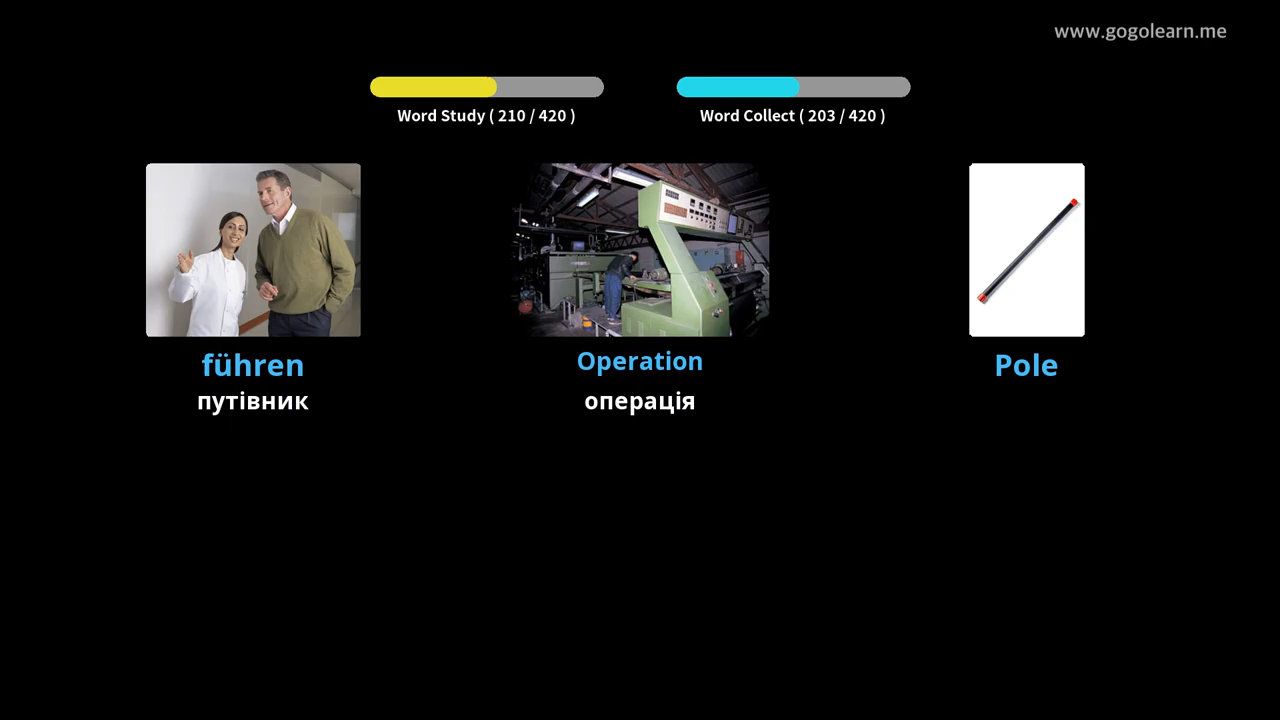 www.gogolearn.me
Word Study ( 210 / 420 )
Word Collect ( 203 / 420 )
führen
Operation
Pole
путівник
операція